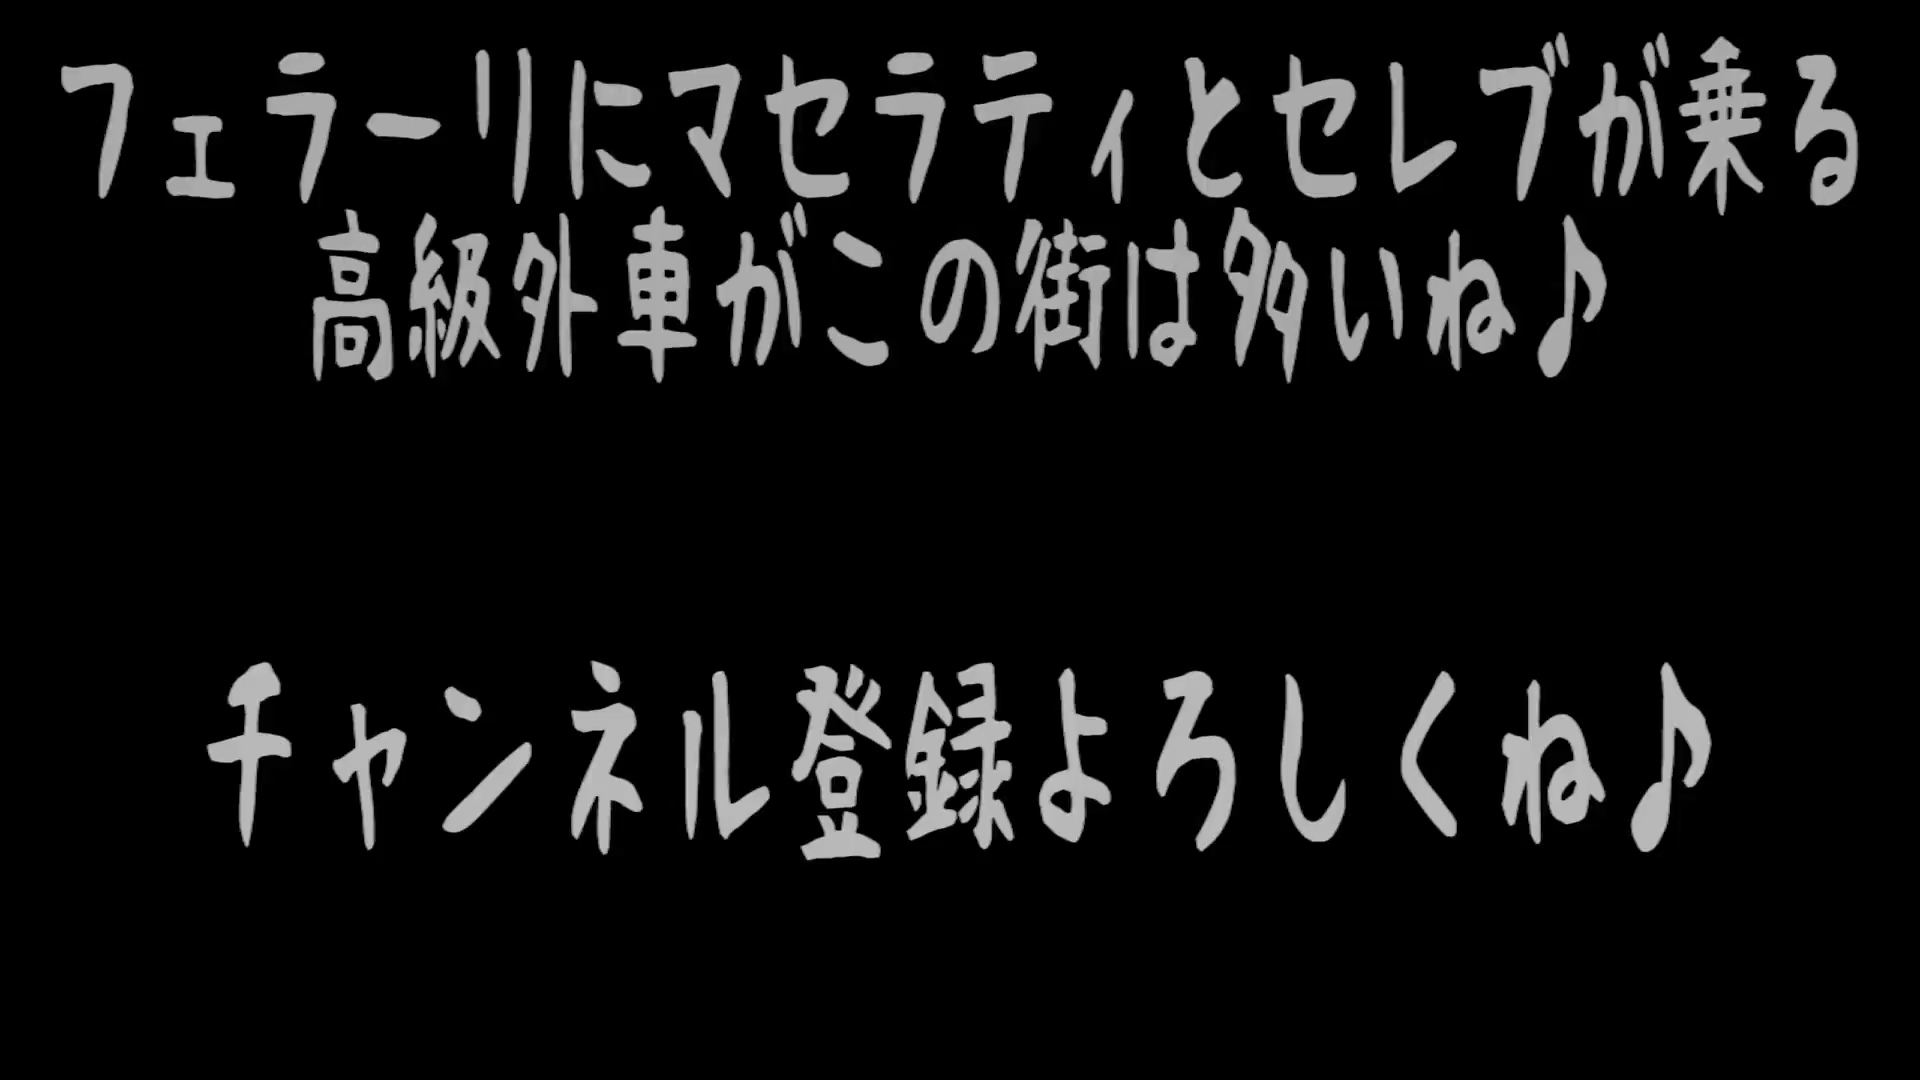 フェラーリにマセラティとセレブが乗る
高級外車がこの街は多いね♪
チャンネル登録よろしくね♪